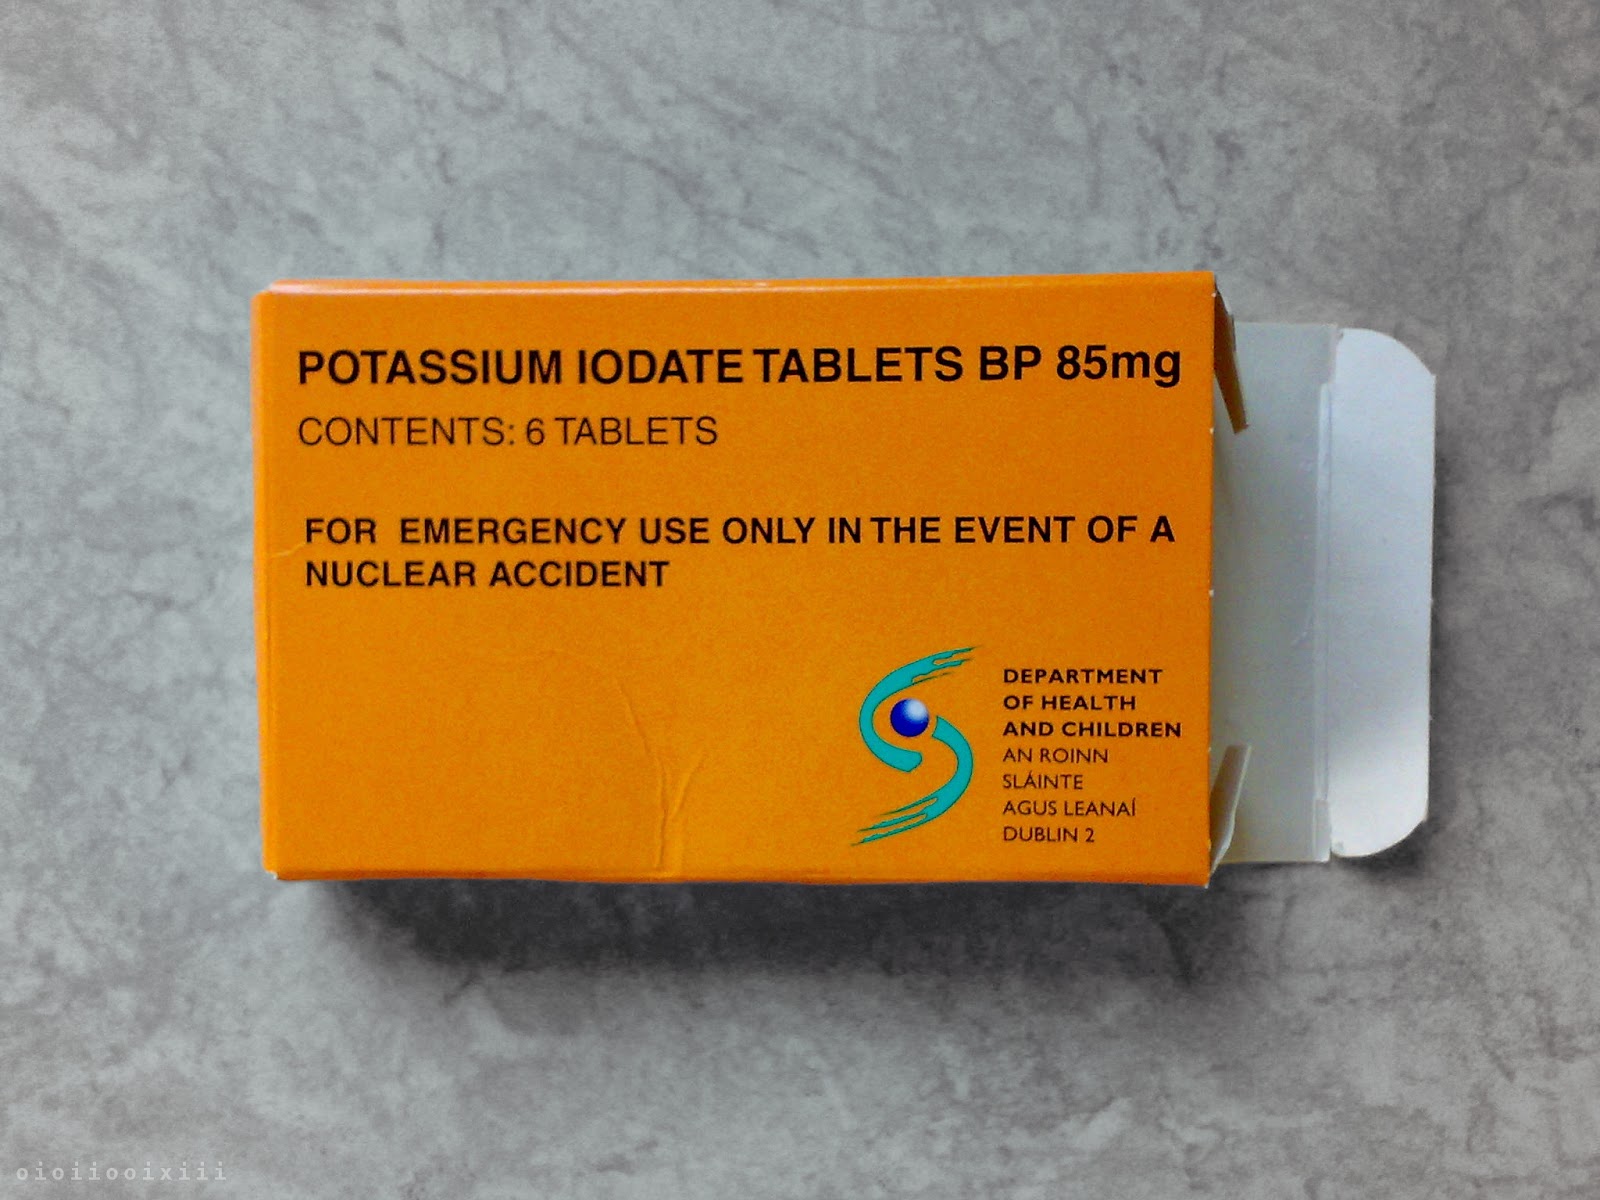 POTASSIUM IODATE TABLETS BP 85mg
CONTENTS: 6 TABLETS
FOR EMERGENCY USE ONLY IN THE EVENT OF A
NUCLEAR ACCIDENT
DEPARTMENT
OF HEALTH
AND CHILDREN
AN ROINN
SLÁINTE
AGUS LEANAÍ
DUBLIN 2
oioiiooixiii